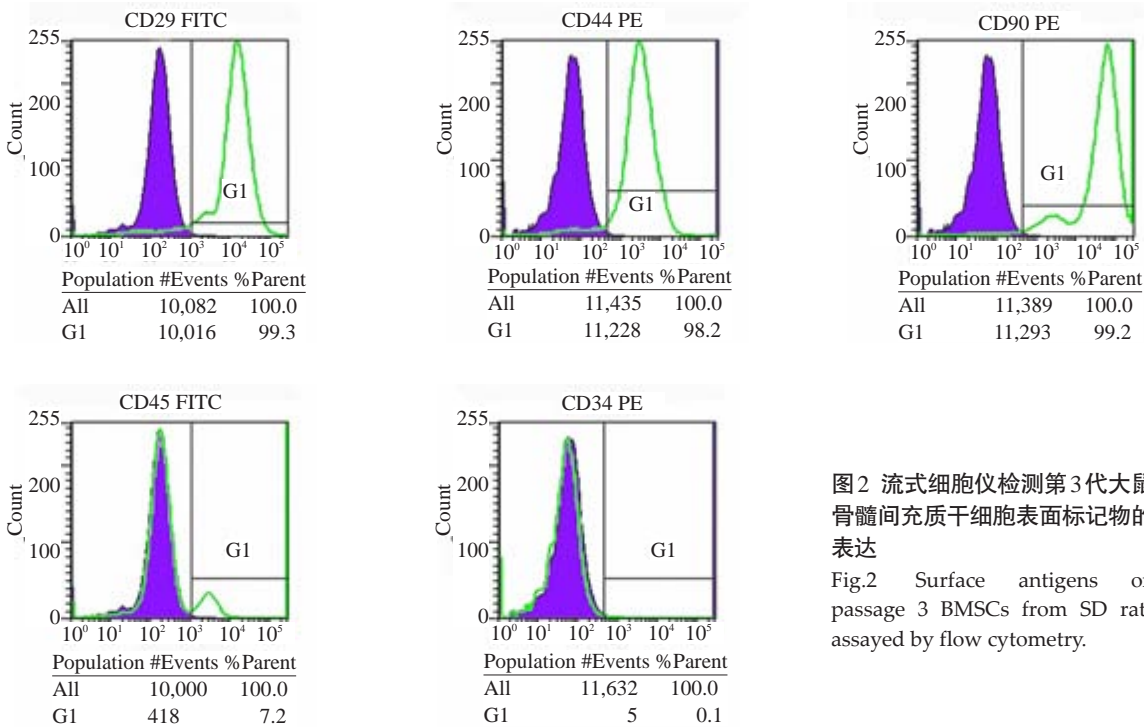 CD29 FITC
255
200
100
0
Count
G1
10⁰ 10¹ 10² 10³ 10⁴ 10⁵
Population #Events %Parent
All 10,082 100.0
G1 10,016 99.3
CD44 PE
255
200
100
0
Count
G1
10⁰ 10¹ 10² 10³ 10⁴ 10⁵
Population #Events %Parent
All 11,435 100.0
G1 11,228 98.2
CD90 PE
255
200
100
0
Count
G1
10⁰ 10¹ 10² 10³ 10⁴ 10⁵
Population #Events %Parent
All 11,389 100.0
G1 11,293 99.2
CD45 FITC
255
200
100
0
Count
G1
10⁰ 10¹ 10² 10³ 10⁴ 10⁵
Population #Events %Parent
All 10,000 100.0
G1 418 7.2
CD34 PE
255
200
100
0
Count
G1
10⁰ 10¹ 10² 10³ 10⁴ 10⁵
Population #Events %Parent
All 11,632 100.0
G1 5 0.1
图2 流式细胞仪检测第3代大鼠
骨髓间充质干细胞表面标记物的
表达
Fig.2 Surface antigens of
passage 3 BMSCs from SD rat
assayed by flow cytometry.